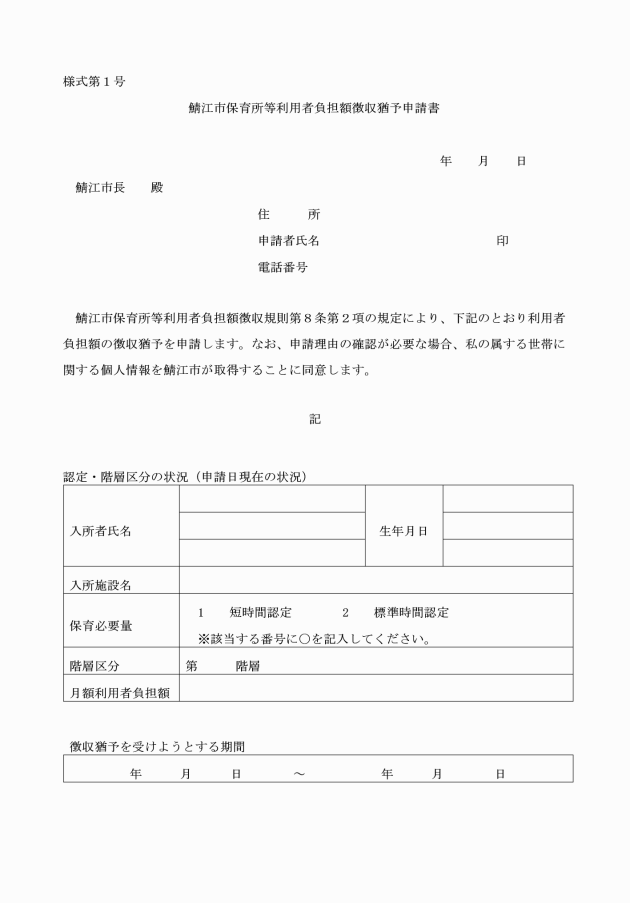 様式第１号
鯖江市保育所等利用者負担額徴収猶予申請書
年　　月　　日
鯖江市長　　殿
住　　　所
申請者氏名　　　　　　　　　　　　　　印
電話番号
鯖江市保育所等利用者負担額徴収規則第８条第２項の規定により、下記のとおり利用者
負担額の徴収猶予を申請します。なお、申請理由の確認が必要な場合、私の属する世帯に
関する個人情報を鯖江市が取得することに同意します。
記
認定・階層区分の状況（申請日現在の状況）
入所者氏名　　生年月日
入所施設名
保育必要量　　１　　短時間認定　　　　２　　標準時間認定
※該当する番号に○を記入してください。
階層区分　　第　　　階層
月額利用者負担額
徴収猶予を受けようとする期間
年　　　月　　　日　　　　～　　　　　　年　　　月　　　　日